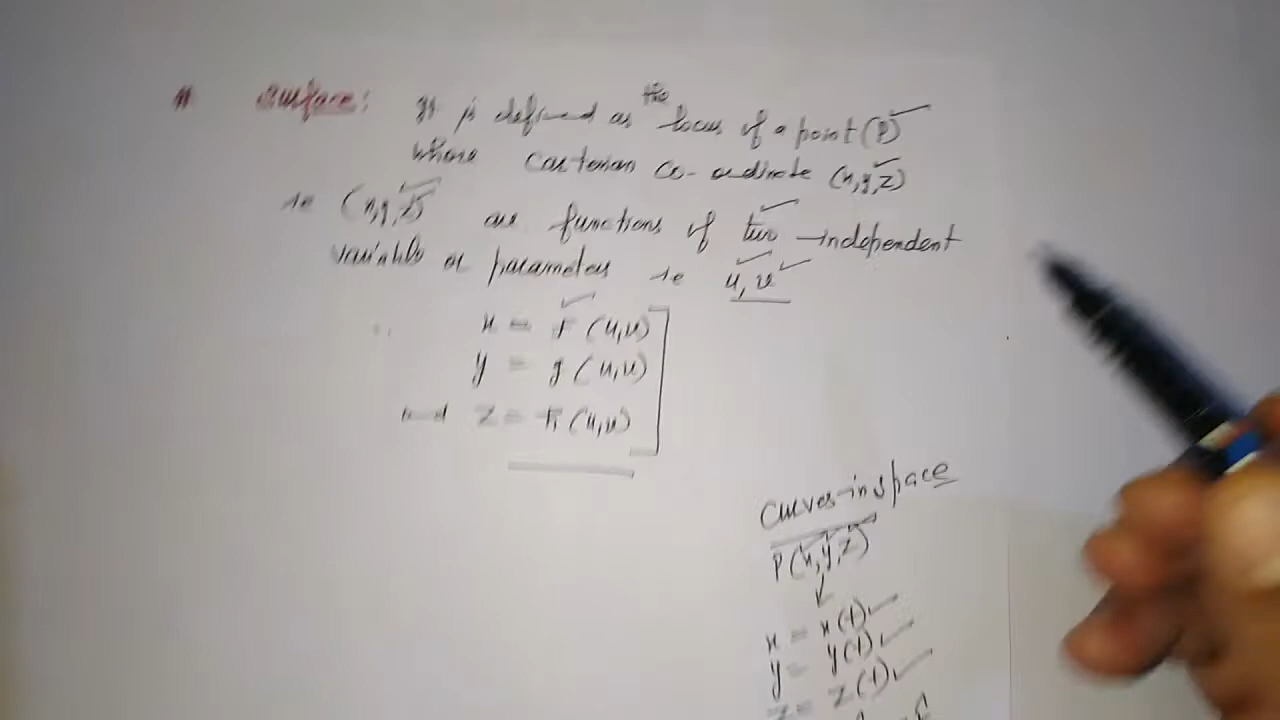 Surface: It is defined as the locus of a point (P)
whose cartesian co-ordinate (x,y,z)
ie (x,y,z) are functions of two independent
variable or parameters ie u, v
x = F (u,v)
y = g (u,v)
and z = h (u,v)
Curves in space
P(x,y,z)
x = x(t)
y = y(t)
z = z(t)